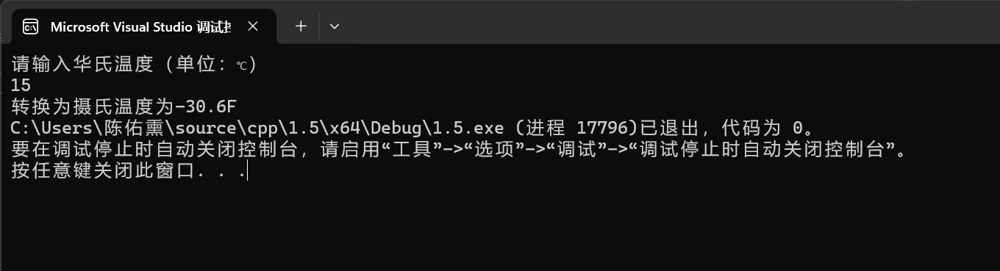 Microsoft Visual Studio 调试控
请输入华氏温度（单位：℃）
15
转换为摄氏温度为-30.6F
C:\Users\陈佑熏\source\cpp\1.5\x64\Debug\1.5.exe (进程 17796)已退出，代码为 0。
要在调试停止时自动关闭控制台，请启用“工具”->“选项”->“调试”->“调试停止时自动关闭控制台”。
按任意键关闭此窗口. . .